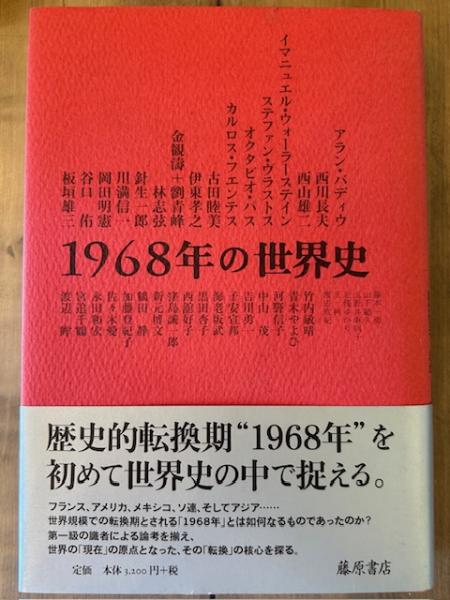 アラン・バディウ
西川長夫
西山雄二
イマニュエル・ウォーラーステイン
ステファン・ヴラストス
オクタビオ・パス
カルロス・フエンテス
古田睦美
伊東孝之
金観濤+劉青峰
林志弦
針生一郎
川満信一
岡田明憲
谷口侑
板垣雄三
1968年の世界史
竹内敏晴
青木やよひ
河野信子
中山茂
吉川勇一
子安宣邦
海老坂武
黒田杏子
西舘好子
窪島誠一郎
新元博文
鶴田静
加藤登紀子
佐々木愛
永田和宏
宮迫千鶴
歴史的転換期“1968年”を
初めて世界史の中で捉える。
フランス、アメリカ、メキシコ、ソ連、そしてアジア……
世界規模での転換期とされる「1968年」とは如何なるものであったのか?
第一級の識者による論考を揃え、
世界の「現在」の原点となった、その「転換」の核心を探る。
定価 本体3,200円+税
藤原書店